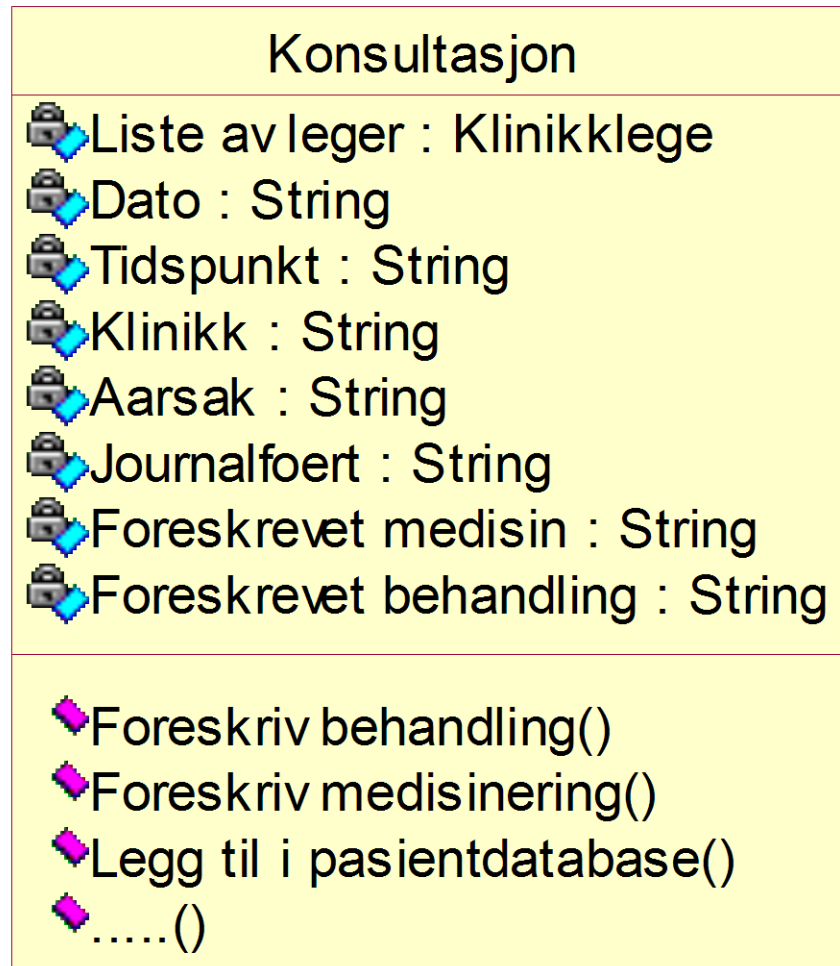 Konsultasjon
Liste av leger : Klinikklege
Dato : String
Tidspunkt : String
Klinikk : String
Aarsak : String
Journalfoert : String
Foreskrevet medisin : String
Foreskrevet behandling : String
Foreskriv behandling()
Foreskriv medisinering()
Legg til i pasientdatabase()
.....()